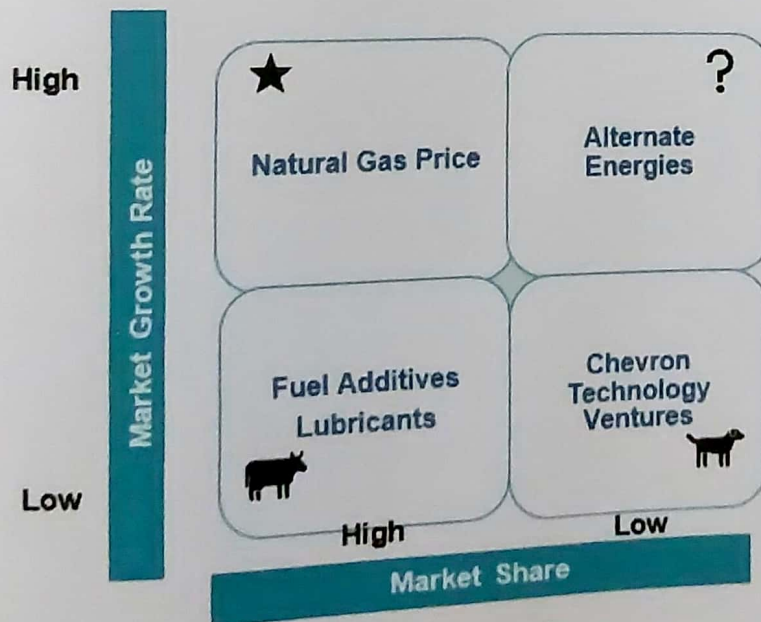 High
Market Growth Rate
?
Natural Gas Price
Alternate
Energies
Fuel Additives
Lubricants
Chevron
Technology
Ventures
Low
High
Low
Market Share